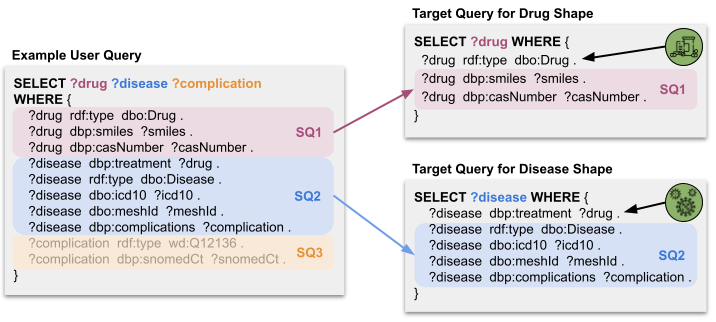 Example User Query
SELECT ?drug ?disease ?complication
WHERE {
?drug rdf:type dbo:Drug .
?drug dbp:smiles ?smiles .
?drug dbp:casNumber ?casNumber .
SQ1
?disease dbp:treatment ?drug .
?disease rdf:type dbo:Disease .
?disease dbo:icd10 ?icd10 .
?disease dbo:meshId ?meshId .
?disease dbp:complications ?complication .
SQ2
?complication rdf:type wd:Q12136 .
?complication dbp:snomedCt ?snomedCt .
SQ3
}
Target Query for Drug Shape
SELECT ?drug WHERE {
?drug rdf:type dbo:Drug .
?drug dbp:smiles ?smiles .
?drug dbp:casNumber ?casNumber .
SQ1
}
Target Query for Disease Shape
SELECT ?disease WHERE {
?disease dbp:treatment ?drug .
?disease rdf:type dbo:Disease .
?disease dbo:icd10 ?icd10 .
?disease dbo:meshId ?meshId .
?disease dbp:complications ?complication .
SQ2
}